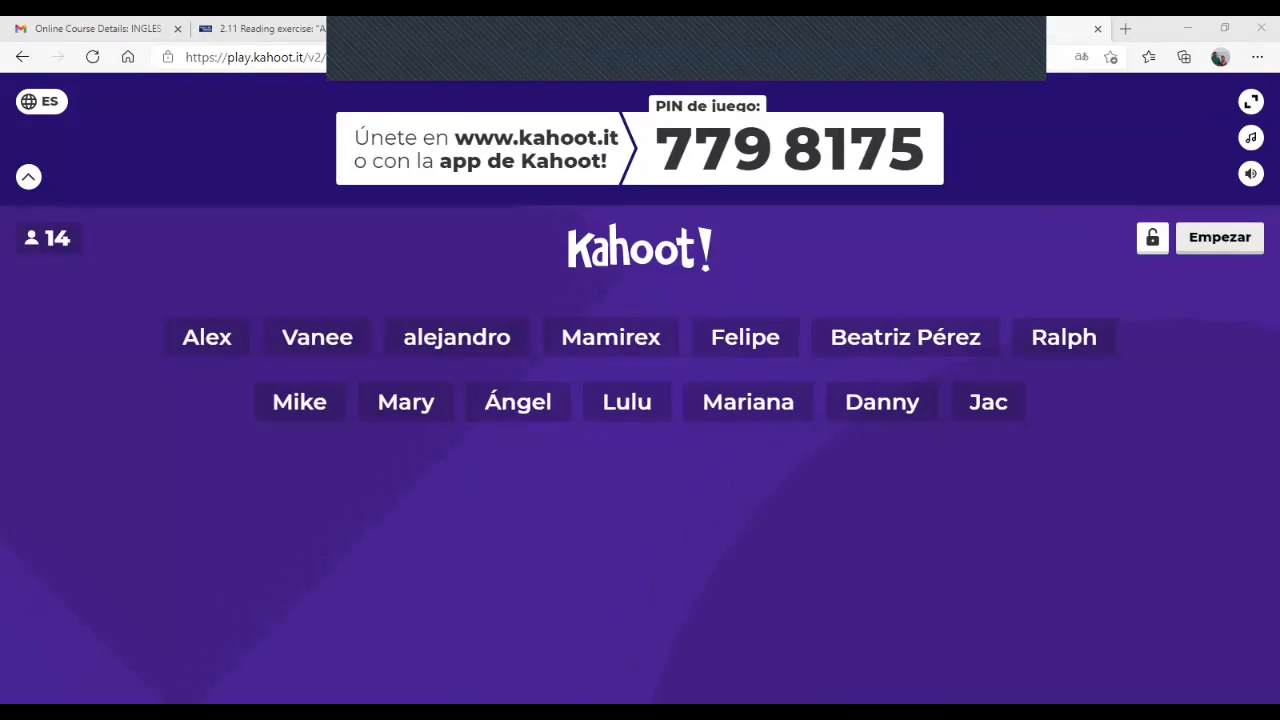 Online Course Details: INGLES
2.11 Reading exercise: "A
https://play.kahoot.it/v2/
ES
PIN de juego:
Únete en www.kahoot.it
o con la app de Kahoot!
779 8175
14
Kahoot!
Empezar
Alex Vanee alejandro Mamirex Felipe Beatriz Pérez Ralph
Mike Mary Ángel Lulu Mariana Danny Jac